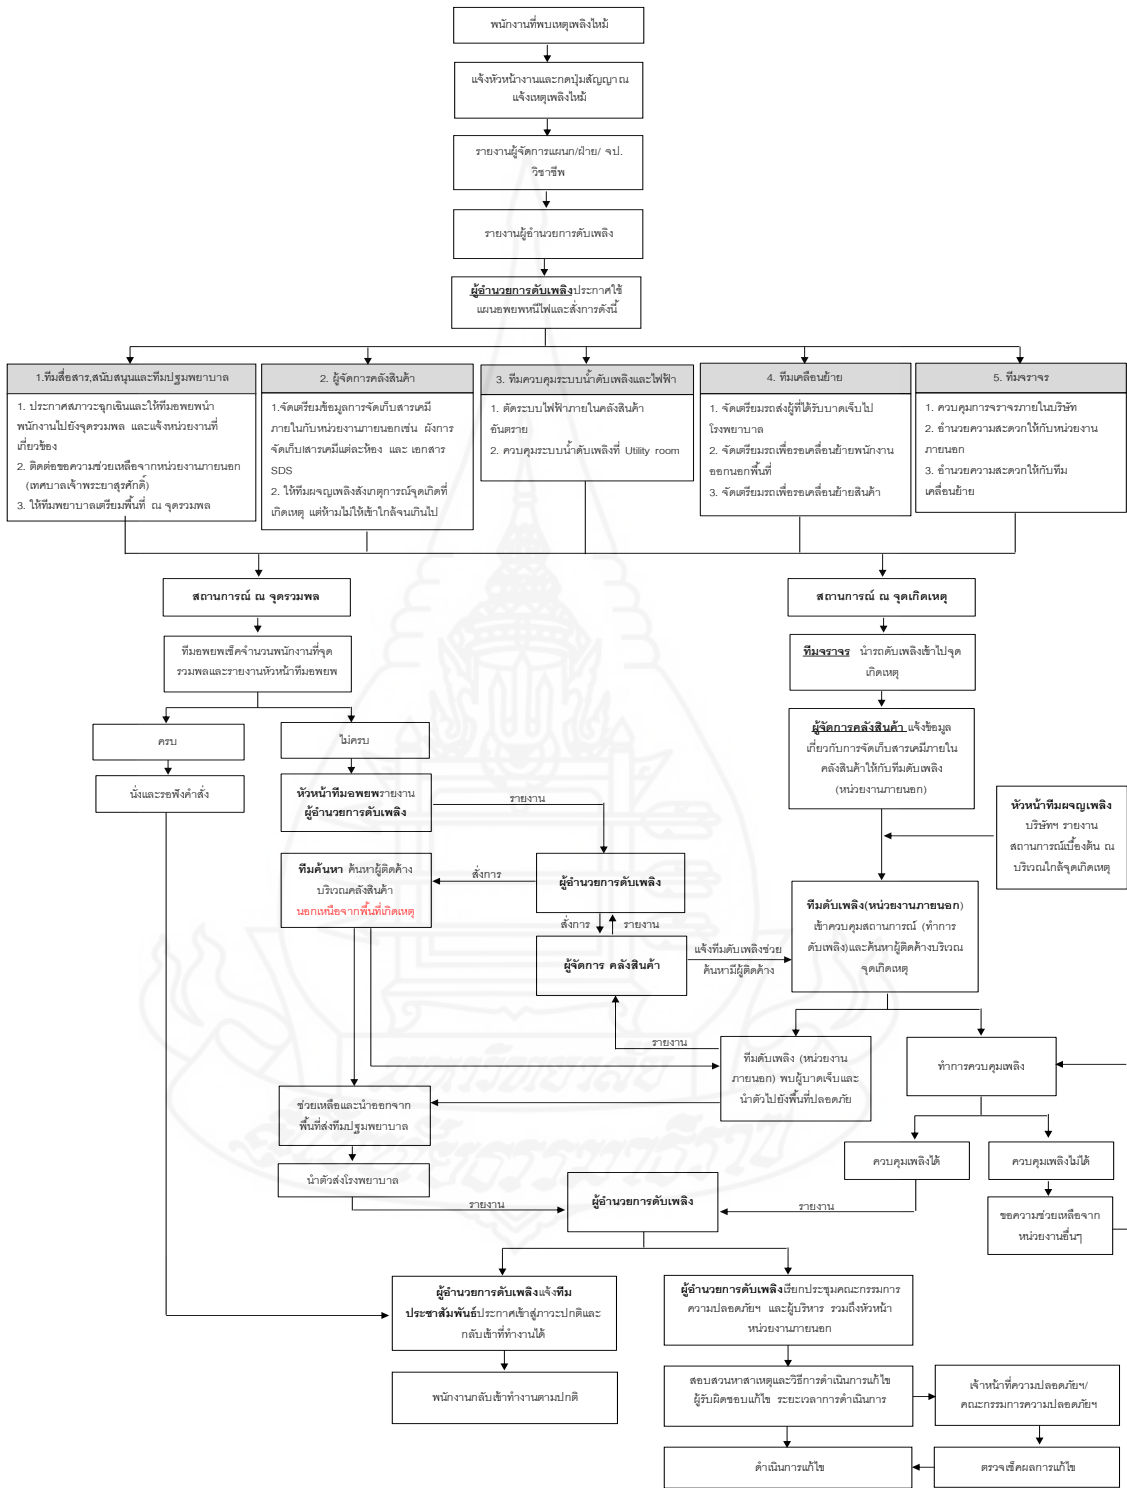 พนักงานที่พบเหตุเพลิงไหม้
แจ้งหัวหน้างานและกดปุ่มสัญญาณ
แจ้งเหตุเพลิงไหม้
รายงานผู้จัดการแผนก/ฝ่าย/ จป.
วิชาชีพ
รายงานผู้อำนวยการดับเพลิง
ผู้อำนวยการดับเพลิงประกาศใช้
แผนอพยพหนีไฟและสั่งการดังนี้
1.ทีมสื่อสาร,สนับสนุนและทีมปฐมพยาบาล
1. ประกาศสภาวะฉุกเฉินและให้ทีมอพยพนำ
พนักงานไปยังจุดรวมพล และแจ้งหน่วยงานที่
เกี่ยวข้อง
2. ติดต่อขอความช่วยเหลือจากหน่วยงานภายนอก
(เทศบาลเจ้าพระยาสุรศักดิ์)
3. ให้ทีมพยาบาลเตรียมพื้นที่ ณ จุดรวมพล
2. ผู้จัดการคลังสินค้า
1.จัดเตรียมข้อมูลการจัดเก็บสารเคมี
ภายในกับหน่วยงานภายนอกเช่น ผังการ
จัดเก็บสารเคมีแต่ละห้อง และ เอกสาร
SDS
2. ให้ทีมผจญเพลิงสังเกตุการณ์จุดเกิดที่
เกิดเหตุ แต่ห้ามไม่ให้เข้าใกล้จนเกินไป
3. ทีมควบคุมระบบน้ำดับเพลิงและไฟฟ้า
1. ตัดระบบไฟฟ้าภายในคลังสินค้า
อันตราย
2. ควบคุมระบบน้ำดับเพลิงที่ Utility room
4. ทีมเคลื่อนย้าย
1. จัดเตรียมรถส่งผู้ที่ได้รับบาดเจ็บไป
โรงพยาบาล
2. จัดเตรียมรถเพื่อรอเคลื่อนย้ายพนักงาน
ออกนอกพื้นที่
3. จัดเตรียมรถเพื่อรอเคลื่อนย้ายสินค้า
5. ทีมจราจร
1. ควบคุมการจราจรภายในบริษัท
2. อำนวยความสะดวกให้กับหน่วยงาน
ภายนอก
3. อำนวยความสะดวกให้กับทีม
เคลื่อนย้าย
สถานการณ์ ณ จุดรวมพล
สถานการณ์ ณ จุดเกิดเหตุ
ทีมอพยพเช็คจำนวนพนักงานที่จุด
รวมพลและรายงานหัวหน้าทีมอพยพ
ทีมจราจร นำรถดับเพลิงเข้าไปจุด
เกิดเหตุ
ครบ
ไม่ครบ
ผู้จัดการคลังสินค้า แจ้งข้อมูล
เกี่ยวกับการจัดเก็บสารเคมีภายใน
คลังสินค้าให้กับทีมดับเพลิง
(หน่วยงานภายนอก)
นั่งและรอฟังคำสั่ง
หัวหน้าทีมอพยพรายงาน
ผู้อำนวยการดับเพลิง
รายงาน
หัวหน้าทีมผจญเพลิง
บริษัทฯ รายงาน
สถานการณ์เบื้องต้น ณ
บริเวณใกล้จุดเกิดเหตุ
ทีมค้นหา ค้นหาผู้ติดค้าง
บริเวณคลังสินค้า
นอกเหนือจากพื้นที่เกิดเหตุ
สั่งการ
ผู้อำนวยการดับเพลิง
สั่งการ
รายงาน
ผู้จัดการ คลังสินค้า
แจ้งทีมดับเพลิงช่วย
ค้นหามีผู้ติดค้าง
ทีมดับเพลิง(หน่วยงานภายนอก)
เข้าควบคุมสถานการณ์ (ทำการ
ดับเพลิง)และค้นหาผู้ติดค้างบริเวณ
จุดเกิดเหตุ
รายงาน
ทีมดับเพลิง (หน่วยงาน
ภายนอก) พบผู้บาดเจ็บและ
นำตัวไปยังพื้นที่ปลอดภัย
ทำการควบคุมเพลิง
ช่วยเหลือและนำออกจาก
พื้นที่ส่งทีมปฐมพยาบาล
ควบคุมเพลิงได้
ควบคุมเพลิงไม่ได้
นำตัวส่งโรงพยาบาล
รายงาน
ผู้อำนวยการดับเพลิง
รายงาน
ขอความช่วยเหลือจาก
หน่วยงานอื่นๆ
ผู้อำนวยการดับเพลิงแจ้งทีม
ประชาสัมพันธ์ประกาศเข้าสู่ภาวะปกติและ
กลับเข้าที่ทำงานได้
ผู้อำนวยการดับเพลิงเรียกประชุมคณะกรรมการ
ความปลอดภัยฯ และผู้บริหาร รวมถึงหัวหน้า
หน่วยงานภายนอก
พนักงานกลับเข้าทำงานตามปกติ
สอบสวนหาสาเหตุและวิธีการดำเนินการแก้ไข
ผู้รับผิดชอบแก้ไข ระยะเวลาการดำเนินการ
เจ้าหน้าที่ความปลอดภัยฯ/
คณะกรรมการความปลอดภัยฯ
ดำเนินการแก้ไข
ตรวจเช็คผลการแก้ไข